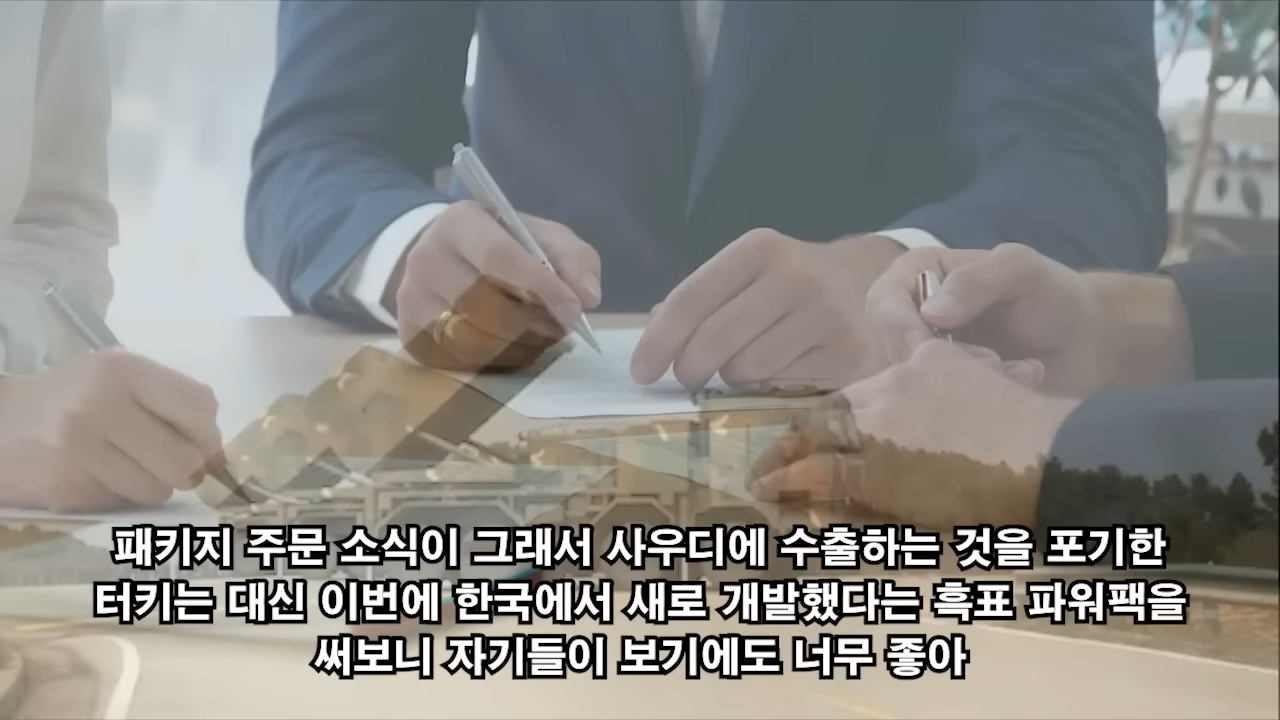 패키지 주문 소식이 그래서 사우디에 수출하는 것을 포기한
터키는 대신 이번에 한국에서 새로 개발했다는 흑표 파워팩을
써보니 자기들이 보기에도 너무 좋아